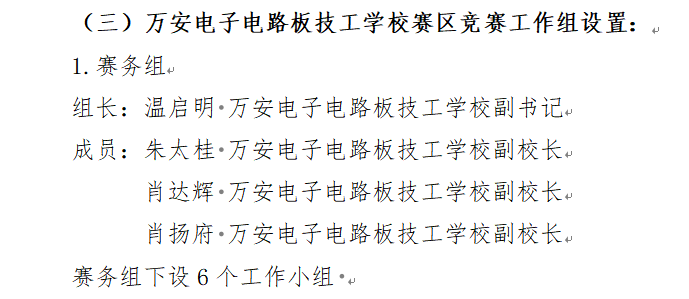 （三）万安电子电路板技工学校赛区竞赛工作组设置：
1.赛务组
组长：温启明 万安电子电路板技工学校副书记
成员：朱太桂 万安电子电路板技工学校副校长
肖达辉 万安电子电路板技工学校副校长
肖扬府 万安电子电路板技工学校副校长
赛务组下设 6 个工作小组